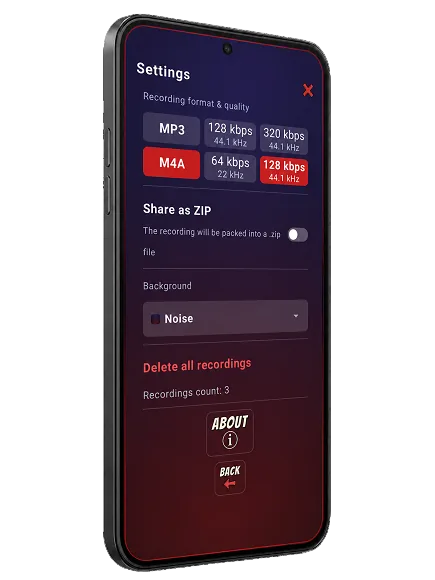 Settings
Recording format & quality
MP3 128 kbps 320 kbps
44.1 kHz 44.1 kHz
M4A 64 kbps 128 kbps
22 kHz 44.1 kHz
Share as ZIP
The recording will be packed into a .zip
file
Background
Noise
Delete all recordings
Recordings count: 3
ABOUT
i
BACK